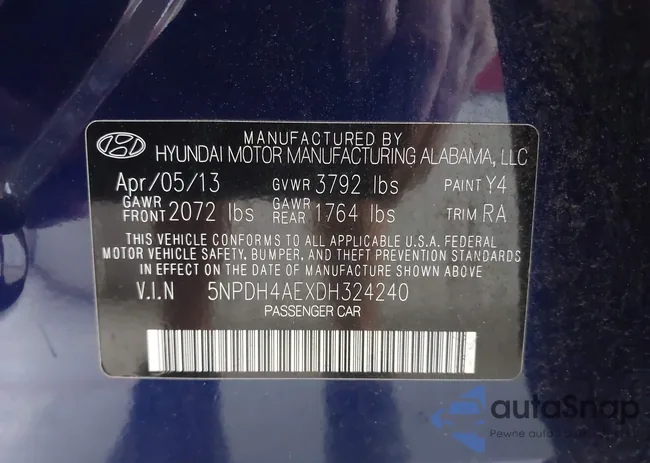 MANUFACTURED BY
HYUNDAI MOTOR MANUFACTURING ALABAMA, LLC
Apr/05/13 GVWR 3792 lbs PAINT Y4
GAWR FRONT 2072 lbs GAWR REAR 1764 lbs TRIM RA
THIS VEHICLE CONFORMS TO ALL APPLICABLE U.S.A. FEDERAL
MOTOR VEHICLE SAFETY, BUMPER, AND THEFT PREVENTION STANDARDS
IN EFFECT ON THE DATE OF MANUFACTURE SHOWN ABOVE
V.I.N 5NPDH4AEXDH324240
PASSENGER CAR
autoSnap
Pewne auto